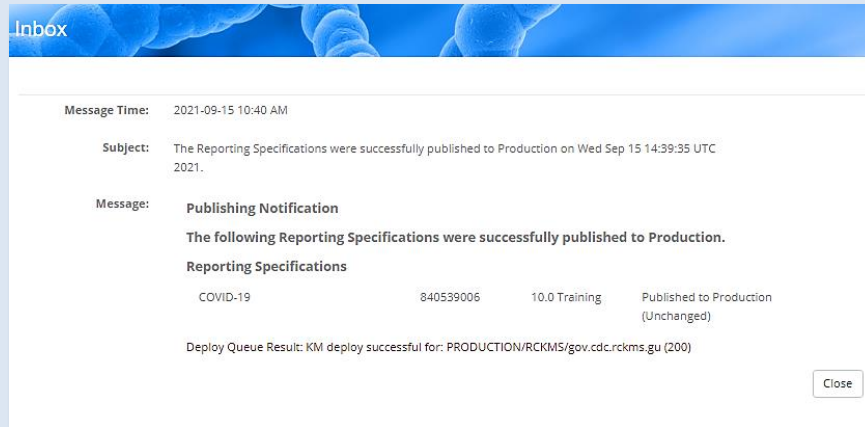 Inbox
Message Time: 2021-09-15 10:40 AM
Subject: The Reporting Specifications were successfully published to Production on Wed Sep 15 14:39:35 UTC
2021.
Message: Publishing Notification
The following Reporting Specifications were successfully published to Production.
Reporting Specifications
COVID-19 840539006 10.0 Training Published to Production
(Unchanged)
Deploy Queue Result: KM deploy successful for: PRODUCTION/RCKMS/gov.cdc.rckms.gu (200)
Close